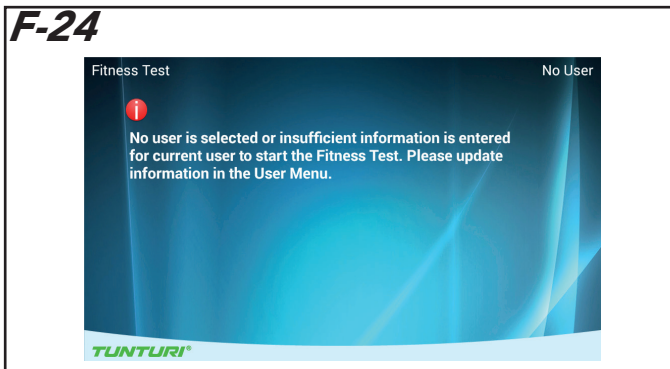 F-24
Fitness Test No User
i
No user is selected or insufficient information is entered
for current user to start the Fitness Test. Please update
information in the User Menu.
TUNTURI®